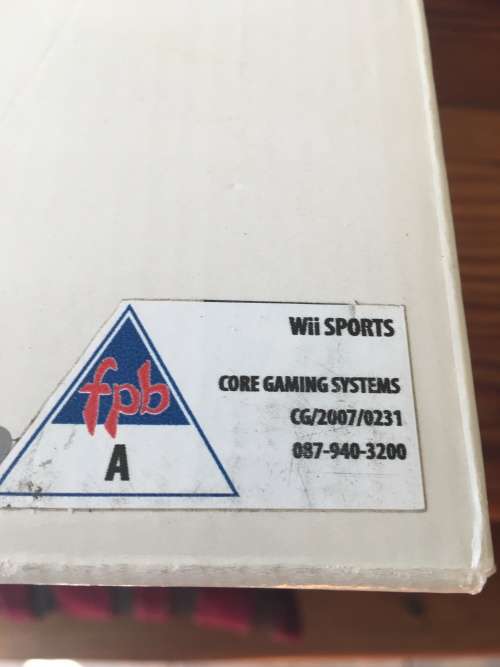 Wii SPORTS
fpb
A
CORE GAMING SYSTEMS
CG/2007/0231
087-940-3200